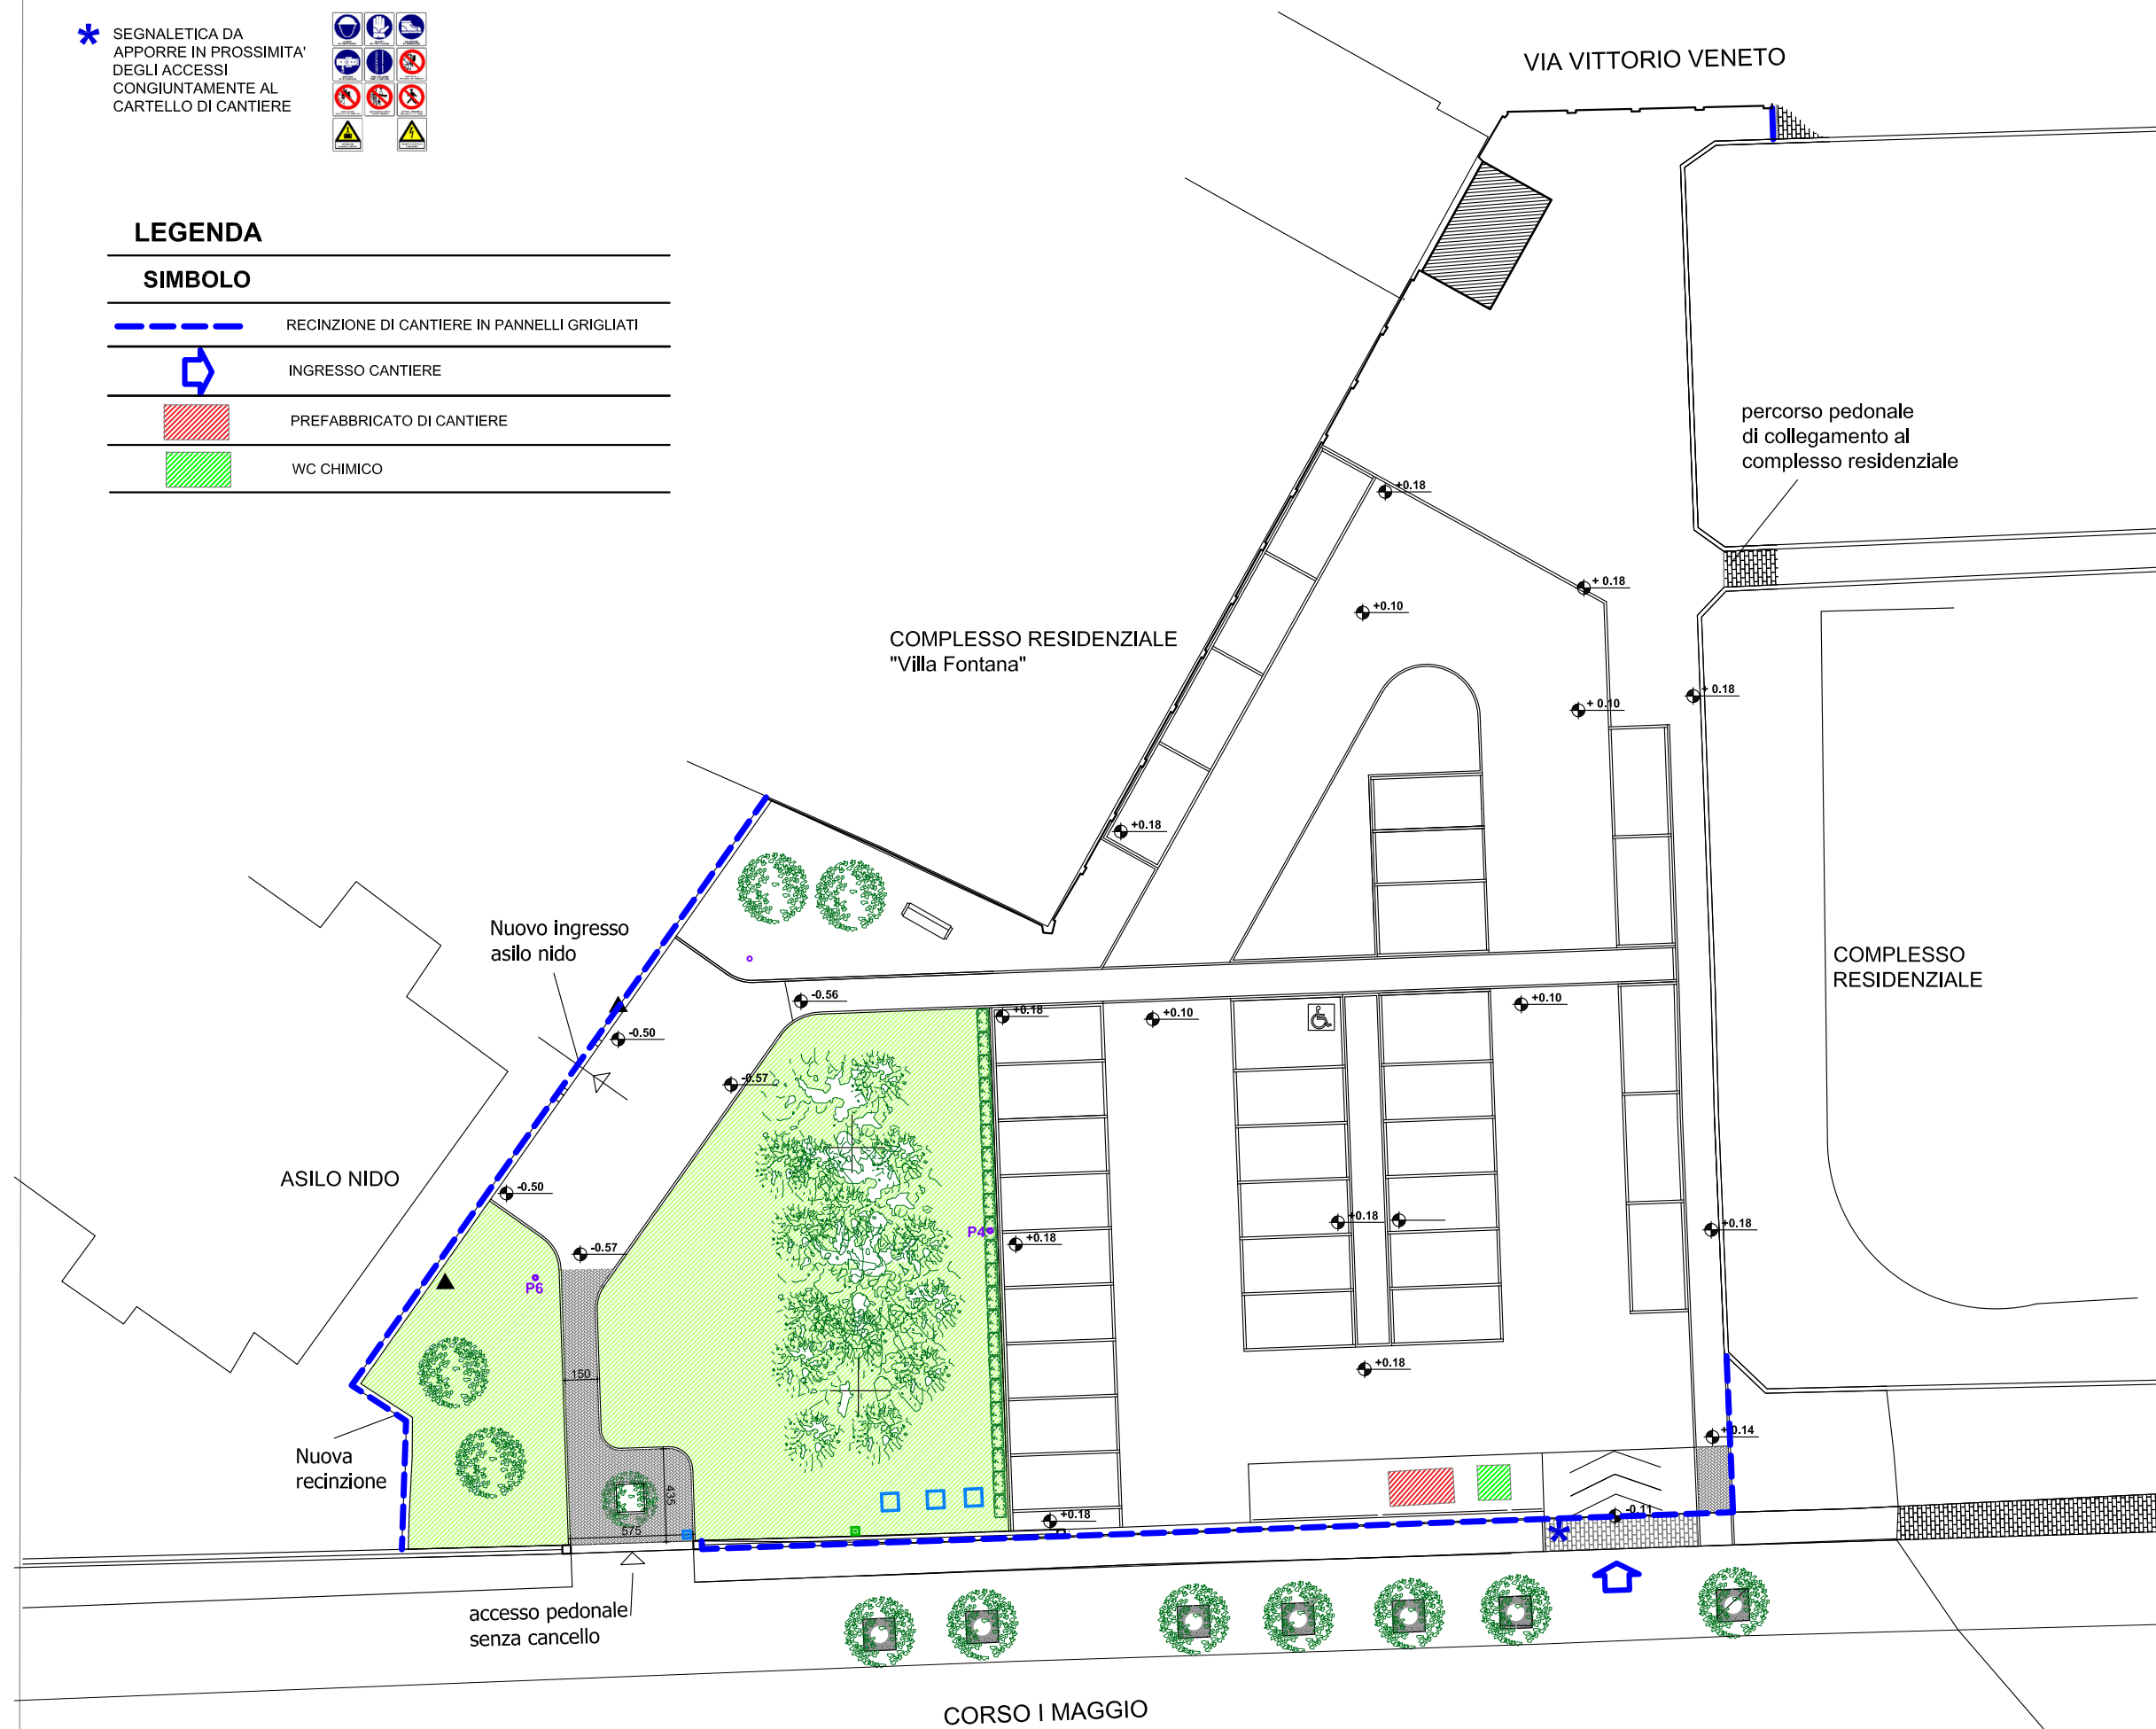 SEGNALETICA DA
APPORRE IN PROSSIMITA'
DEGLI ACCESSI
CONGIUNTAMENTE AL
CARTELLO DI CANTIERE
VIA VITTORIO VENETO
LEGENDA
SIMBOLO
RECINZIONE DI CANTIERE IN PANNELLI GRIGLIATI
INGRESSO CANTIERE
PREFABBRICATO DI CANTIERE
WC CHIMICO
percorso pedonale
di collegamento al
complesso residenziale
+0.18
+ 0.18
+0.10
COMPLESSO RESIDENZIALE
"Villa Fontana"
+ 0.18
+ 0.10
+0.18
Nuovo ingresso
asilo nido
COMPLESSO
RESIDENZIALE
-0.56
+0.18
+0.10
+0.10
-0.50
-0.57
ASILO NIDO
-0.50
P4
+0.18
+0.18
+0.18
-0.57
P6
150
+0.18
+0.14
Nuova
recinzione
435
575
+0.18
-0.11
accesso pedonale
senza cancello
CORSO I MAGGIO